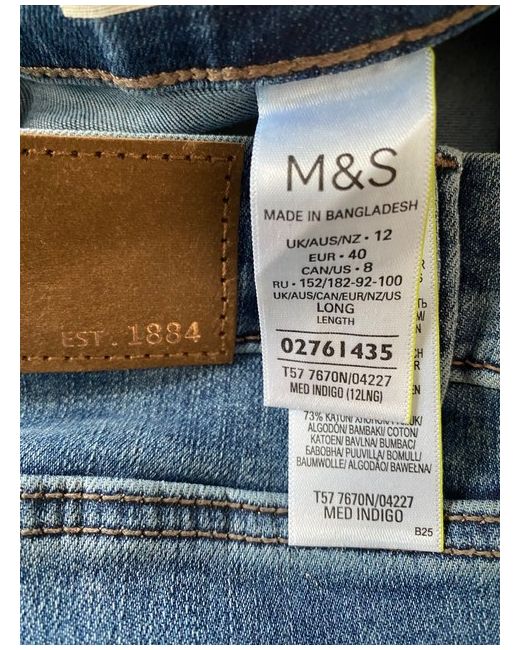 M&S
MADE IN BANGLADESH
UK/AUS/NZ • 12
EUR • 40
CAN/US • 8
RU • 152/182-92-100
UK/AUS/CAN/EUR/NZ/US
LONG
LENGTH
02761435
T57 7670N/04227
MED INDIGO (12LNG)
EST. 1884
73% KATOEN/
ALGODÓN/ BAMBAKI/ COTON/
KATOEN/ BAVLNA/ BUMBAC/
БАВОВНА/ PUUVILLA/ BOMULL/
BAUMWOLLE/ ALGODÃO/ BAWEŁNA/
T57 7670N/04227
MED INDIGO
B25